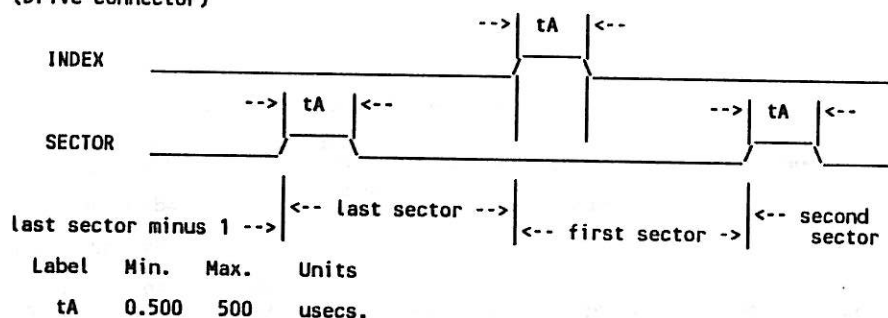 (Drive connector)
-->| tA |<--
INDEX
-->| tA |<-- -->| tA |<--
SECTOR
last sector minus 1 -->|<-- last sector -->|<-- first sector ->|<-- second
sector
Label Min. Max. Units
tA 0.500 500 usecs.